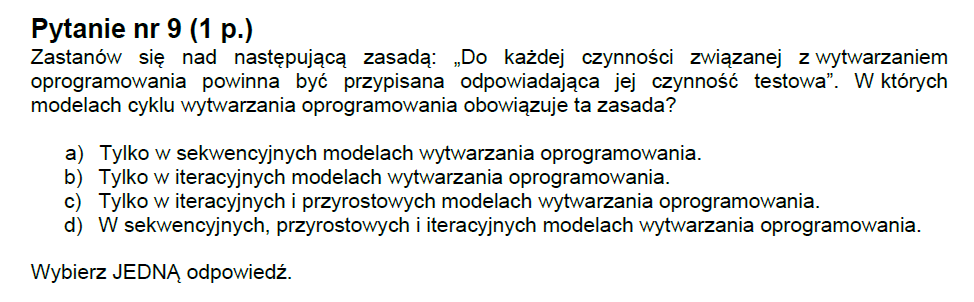 Pytanie nr 9 (1 p.)
Zastanów się nad następującą zasadą: „Do każdej czynności związanej z wytwarzaniem
oprogramowania powinna być przypisana odpowiadająca jej czynność testowa”. W których
modelach cyklu wytwarzania oprogramowania obowiązuje ta zasada?
a) Tylko w sekwencyjnych modelach wytwarzania oprogramowania.
b) Tylko w iteracyjnych modelach wytwarzania oprogramowania.
c) Tylko w iteracyjnych i przyrostowych modelach wytwarzania oprogramowania.
d) W sekwencyjnych, przyrostowych i iteracyjnych modelach wytwarzania oprogramowania.
Wybierz JEDNĄ odpowiedź.